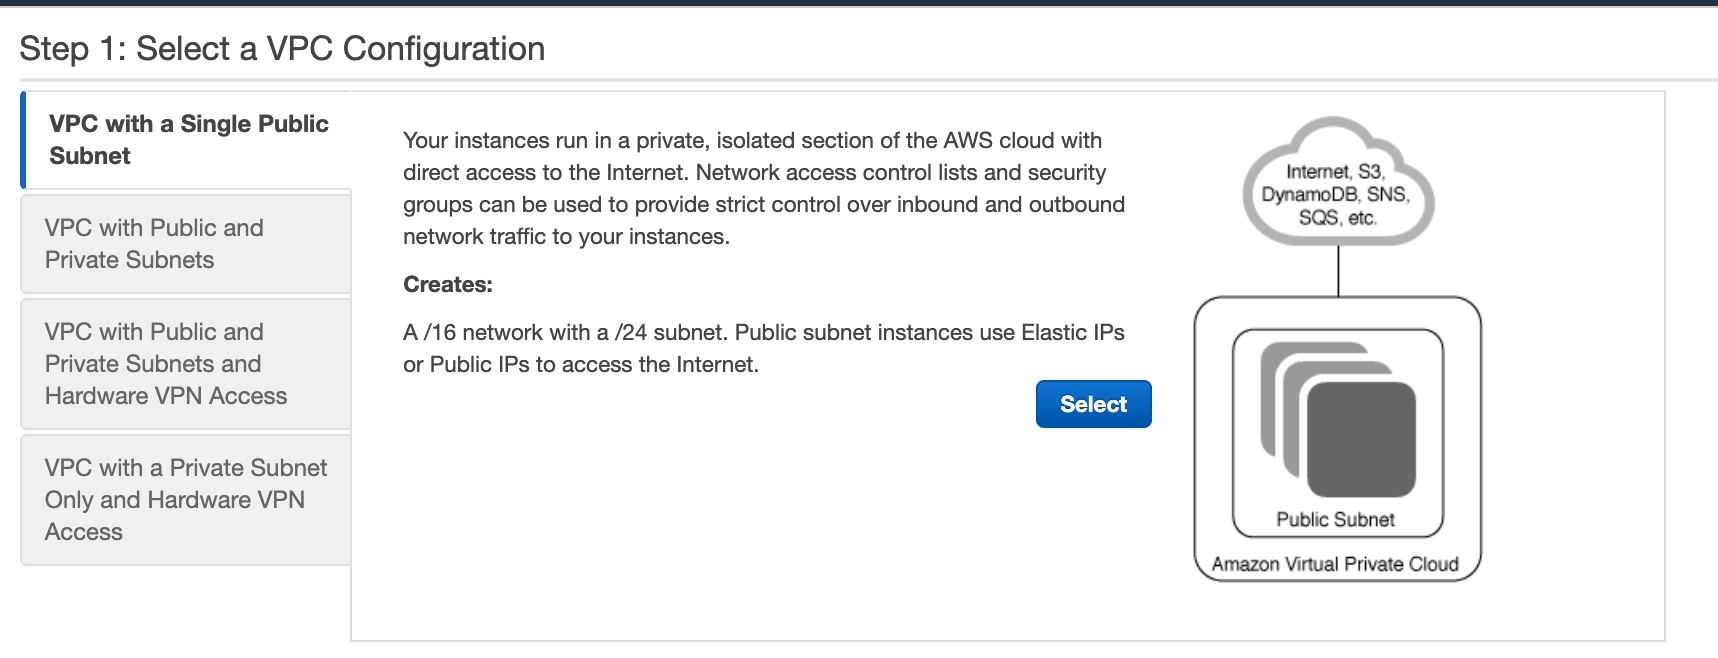 Step 1: Select a VPC Configuration
VPC with a Single Public
Subnet
VPC with Public and
Private Subnets
VPC with Public and
Private Subnets and
Hardware VPN Access
VPC with a Private Subnet
Only and Hardware VPN
Access
Your instances run in a private, isolated section of the AWS cloud with
direct access to the Internet. Network access control lists and security
groups can be used to provide strict control over inbound and outbound
network traffic to your instances.
Creates:
A /16 network with a /24 subnet. Public subnet instances use Elastic IPs
or Public IPs to access the Internet.
Select
Internet, S3,
DynamoDB, SNS,
SQS, etc.
Public Subnet
Amazon Virtual Private Cloud